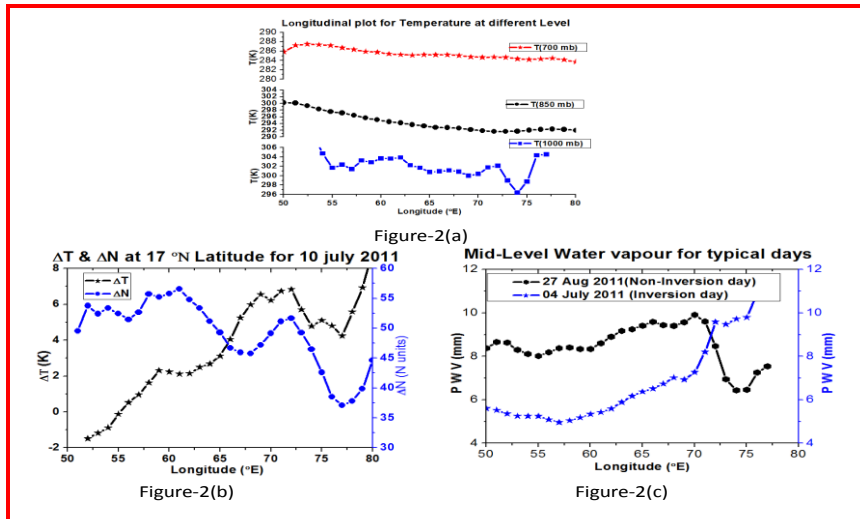 Longitudinal plot for Temperature at different Level
290
288
286
284
282
280
T(K)
T(700 mb)
304
302
300
298
296
294
292
290
T(K)
T(850 mb)
306
304
302
300
298
296
T(K)
T(1000 mb)
50 55 60 65 70 75 80
Longitude (°E)
Figure-2(a)
ΔT & ΔN at 17 °N Latitude for 10 july 2011
8
6
4
2
0
-2
ΔT (K)
ΔT
ΔN
60
55
50
45
40
35
30
ΔN (N units)
50 55 60 65 70 75 80
Longitude (°E)
Figure-2(b)
Mid-Level Water vapour for typical days
12
10
8
6
4
P W V (mm)
27 Aug 2011(Non-Inversion day)
04 July 2011 (Inversion day)
12
10
8
6
4
P W V (mm)
50 55 60 65 70 75 80
Longitude (°E)
Figure-2(c)